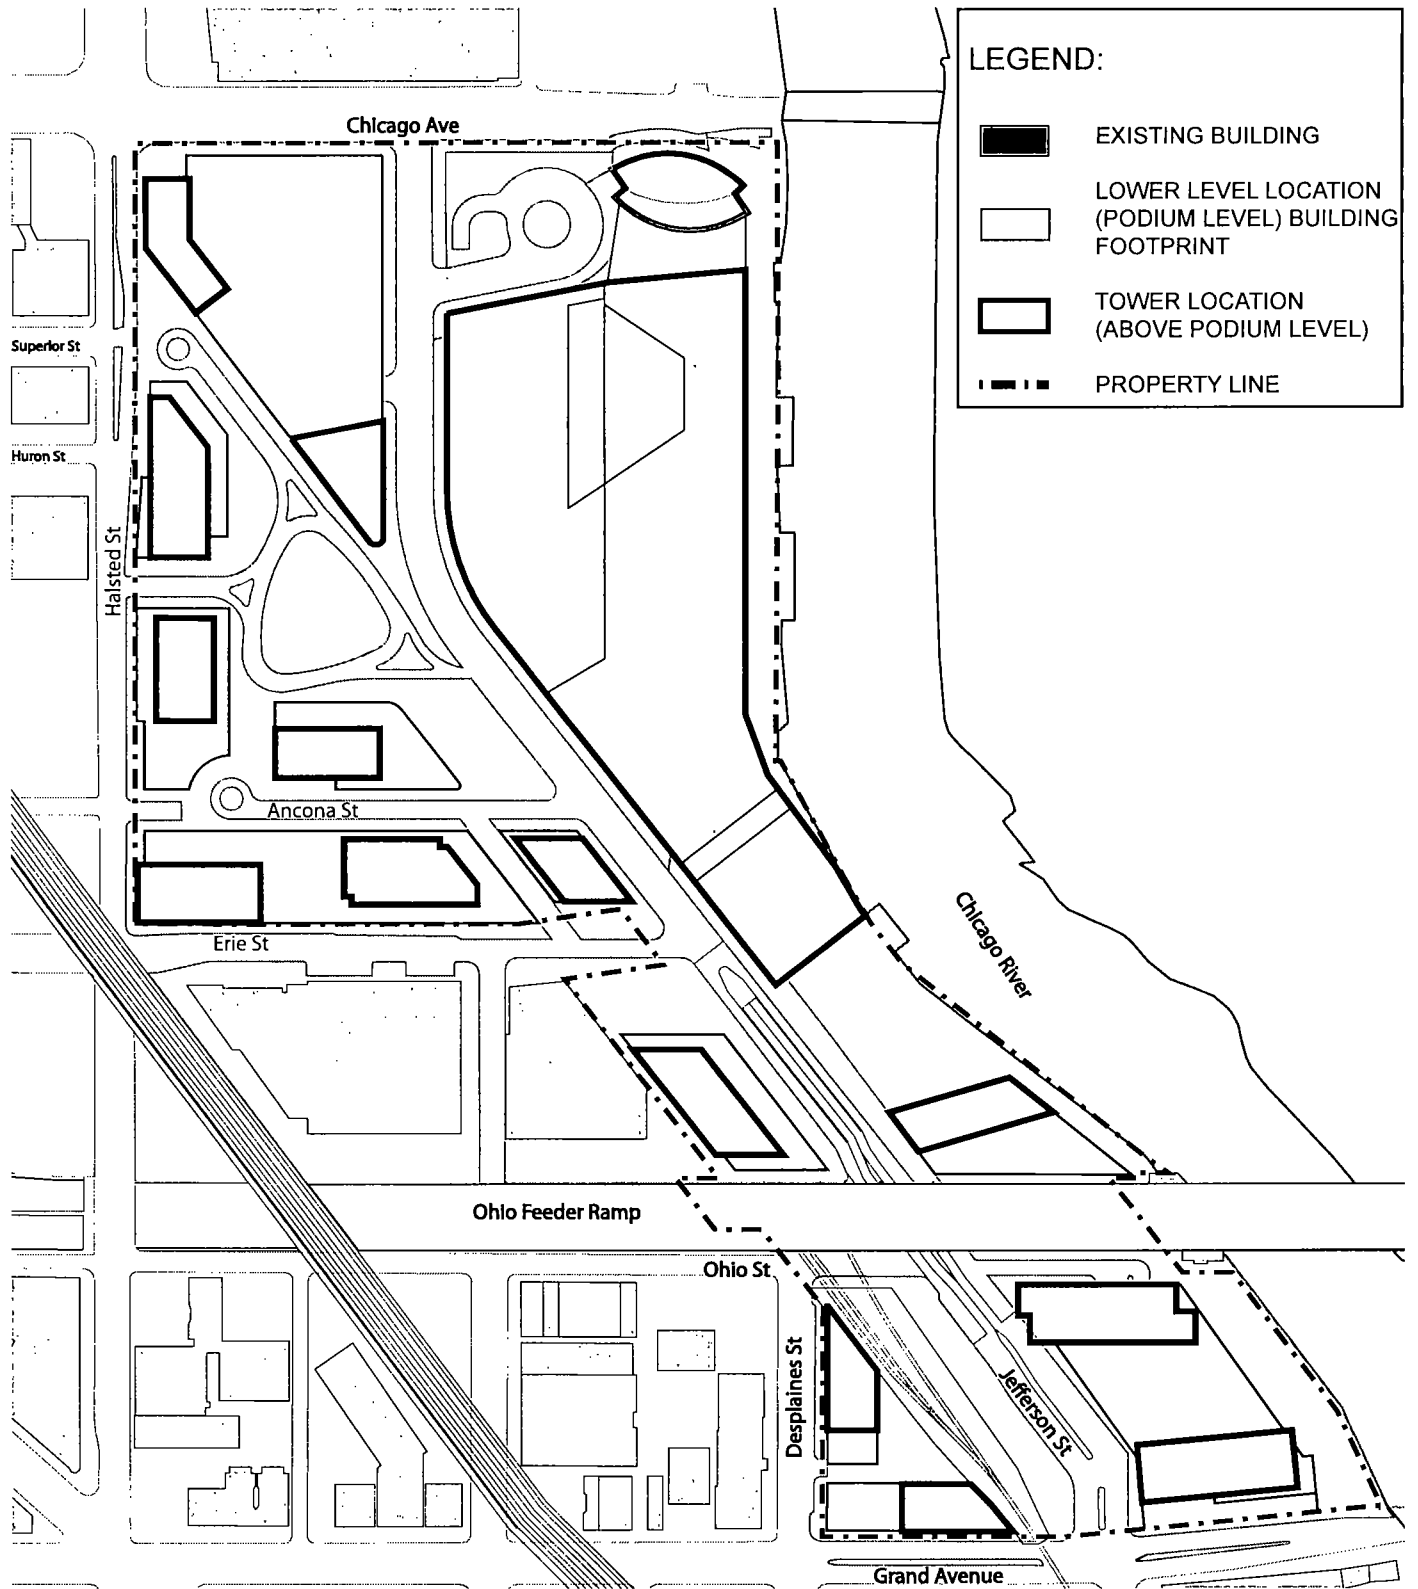 LEGEND:
EXISTING BUILDING
LOWER LEVEL LOCATION
(PODIUM LEVEL) BUILDING
FOOTPRINT
TOWER LOCATION
(ABOVE PODIUM LEVEL)
PROPERTY LINE
Chicago Ave
Superior St
Huron St
Halsted St
Ancona St
Erie St
Chicago River
Ohio Feeder Ramp
Ohio St
Desplaines St
Jefferson St
Grand Avenue